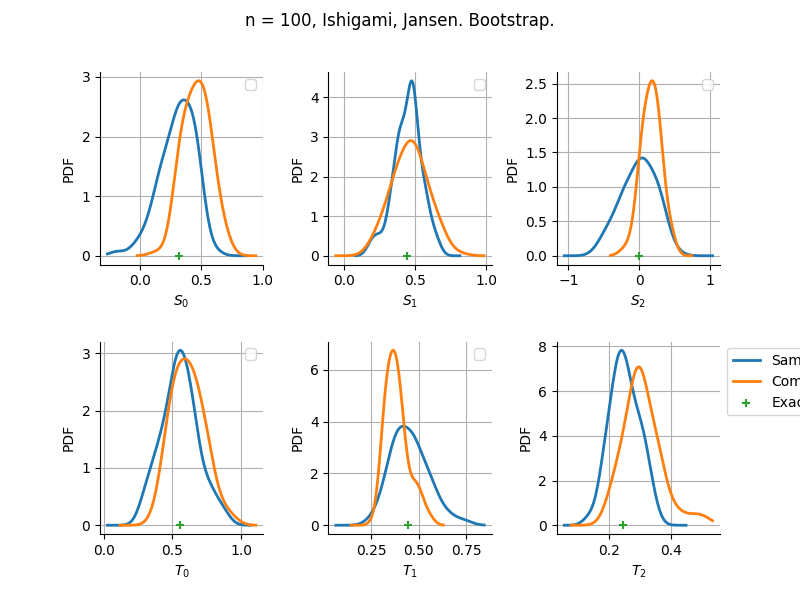 n = 100, Ishigami, Jansen. Bootstrap.
3
2
1
0
PDF
0.0 0.5 1.0
S0
4
3
2
1
0
PDF
0.0 0.5 1.0
S1
2.5
2.0
1.5
1.0
0.5
0.0
PDF
−1 0 1
S2
3
2
1
0
PDF
0.0 0.5 1.0
T0
6
4
2
0
PDF
0.25 0.50 0.75
T1
8
6
4
2
0
PDF
0.2 0.4
T2
Sam
Com
Exac